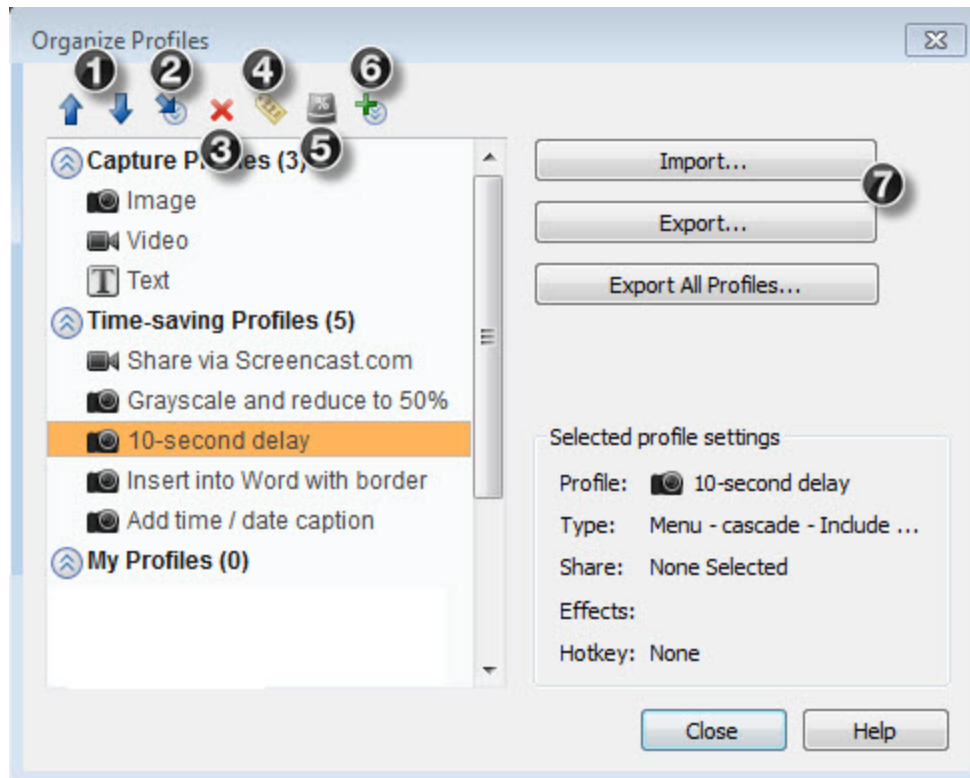 Organize Profiles
1 2 4 6
3 5
%
Capture P les (3)
Image
Video
T Text
Time-saving Profiles (5)
Share via Screencast.com
Grayscale and reduce to 50%
10-second delay
Insert into Word with border
Add time / date caption
My Profiles (0)
Import...
7
Export...
Export All Profiles...
Selected profile settings
Profile: 10-second delay
Type: Menu - cascade - Include ...
Share: None Selected
Effects:
Hotkey: None
Close Help